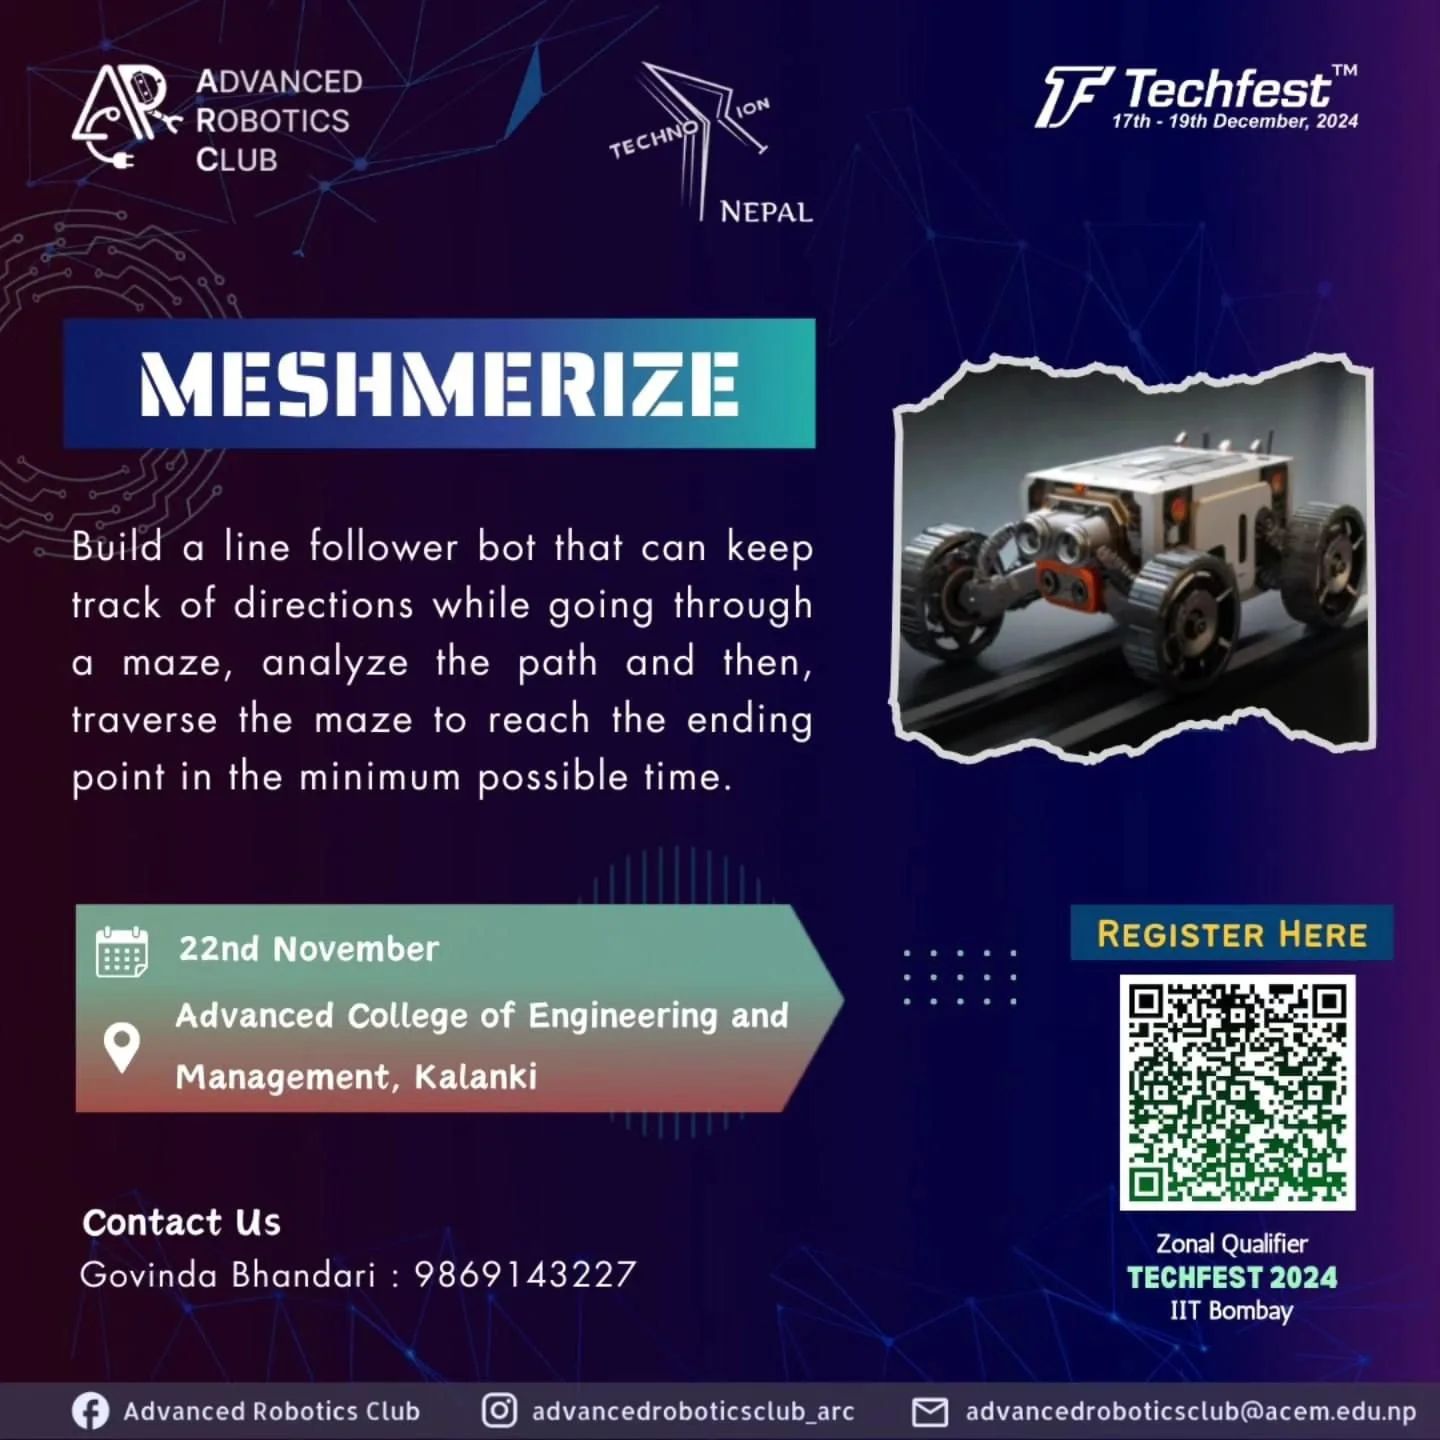 ADVANCED
ROBOTICS
CLUB
TECHNORION
NEPAL
TF Techfest™
17th - 19th December, 2024
MESHMERIZE
Build a line follower bot that can keep
track of directions while going through
a maze, analyze the path and then,
traverse the maze to reach the ending
point in the minimum possible time.
22nd November
Advanced College of Engineering and
Management, Kalanki
REGISTER HERE
Zonal Qualifier
TECHFEST 2024
IIT Bombay
Contact Us
Govinda Bhandari : 9869143227
Advanced Robotics Club
advancedroboticsclub_arc
advancedroboticsclub@acem.edu.np